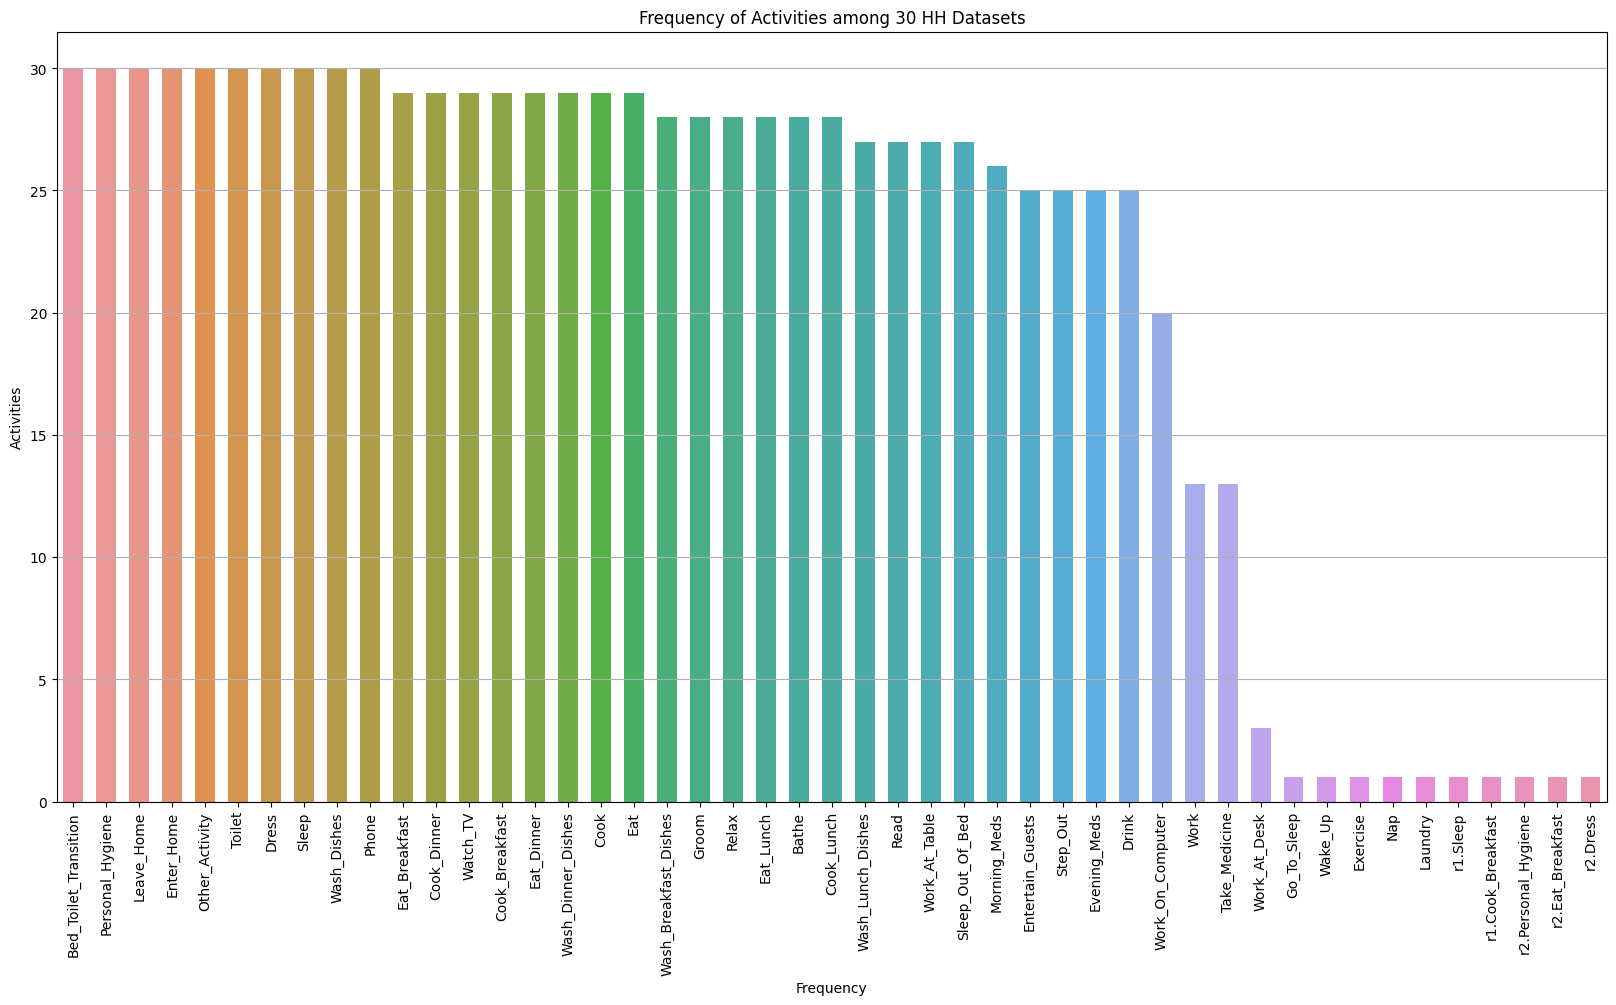 Frequency of Activities among 30 HH Datasets
30
25
20
15
10
5
0
Activities
Bed_Toilet_Transition
Personal_Hygiene
Leave_Home
Enter_Home
Other_Activity
Toilet
Dress
Sleep
Wash_Dishes
Phone
Eat_Breakfast
Cook_Dinner
Watch_TV
Cook_Breakfast
Eat_Dinner
Wash_Dinner_Dishes
Cook
Eat
Wash_Breakfast_Dishes
Groom
Relax
Eat_Lunch
Bathe
Cook_Lunch
Wash_Lunch_Dishes
Read
Work_At_Table
Sleep_Out_Of_Bed
Morning_Meds
Entertain_Guests
Step_Out
Evening_Meds
Drink
Work_On_Computer
Work
Take_Medicine
Work_At_Desk
Go_To_Sleep
Wake_Up
Exercise
Nap
Laundry
r1.Sleep
r1.Cook_Breakfast
r2.Personal_Hygiene
r2.Eat_Breakfast
r2.Dress
Frequency